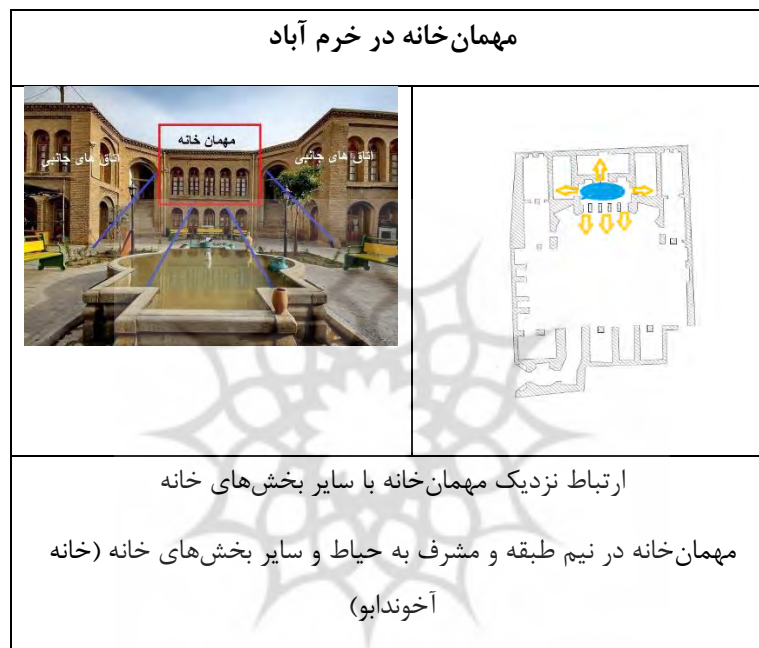 مهمان‌خانه در خرم آباد
مهمان خانه
اتاق های جانبی
اتاق های جانبی
ارتباط نزدیک مهمان‌خانه با سایر بخش‌های خانه
مهمان‌خانه در نیم طبقه و مشرف به حیاط و سایر بخش‌های خانه (خانه
آخوندابو)